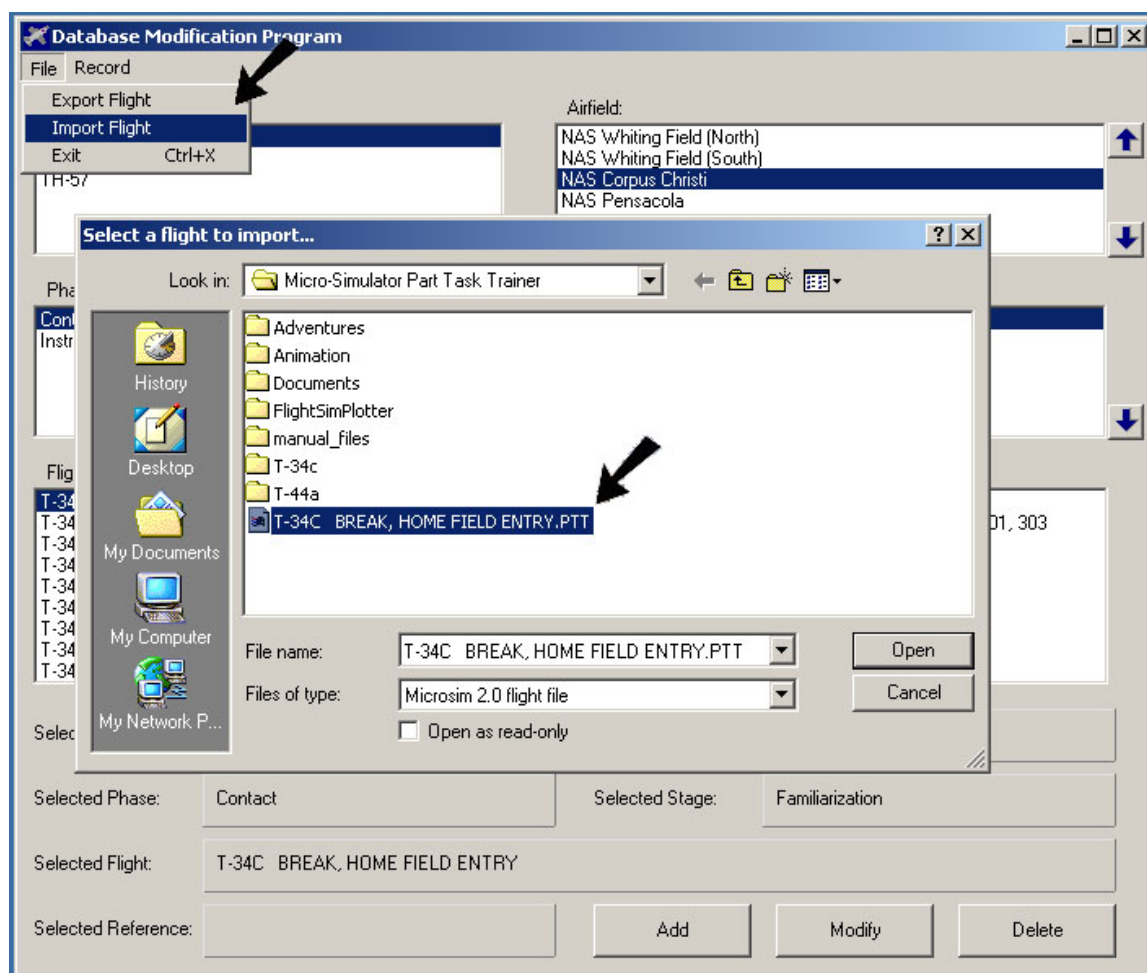 Database Modification Program
File Record
Export Flight
Import Flight
Exit Ctrl+X
TH-57
Airfield:
NAS Whiting Field (North)
NAS Whiting Field (South)
NAS Corpus Christi
NAS Pensacola
Select a flight to import...
Look in: Micro-Simulator Part Task Trainer
Pha
Cont
Instr
History
Desktop
My Documents
My Computer
My Network P...
Adventures
Animation
Documents
FlightSimPlotter
manual_files
T-34c
T-44a
T-34C BREAK, HOME FIELD ENTRY.PTT
Flig
T-34
T-34
T-34
T-34
T-34
T-34
T-34
T-34
T-34
01, 303
File name: T-34C BREAK, HOME FIELD ENTRY.PTT Open
Files of type: Microsim 2.0 flight file Cancel
Open as read-only
Selec
Selected Phase: Contact Selected Stage: Familiarization
Selected Flight: T-34C BREAK, HOME FIELD ENTRY
Selected Reference: Add Modify Delete